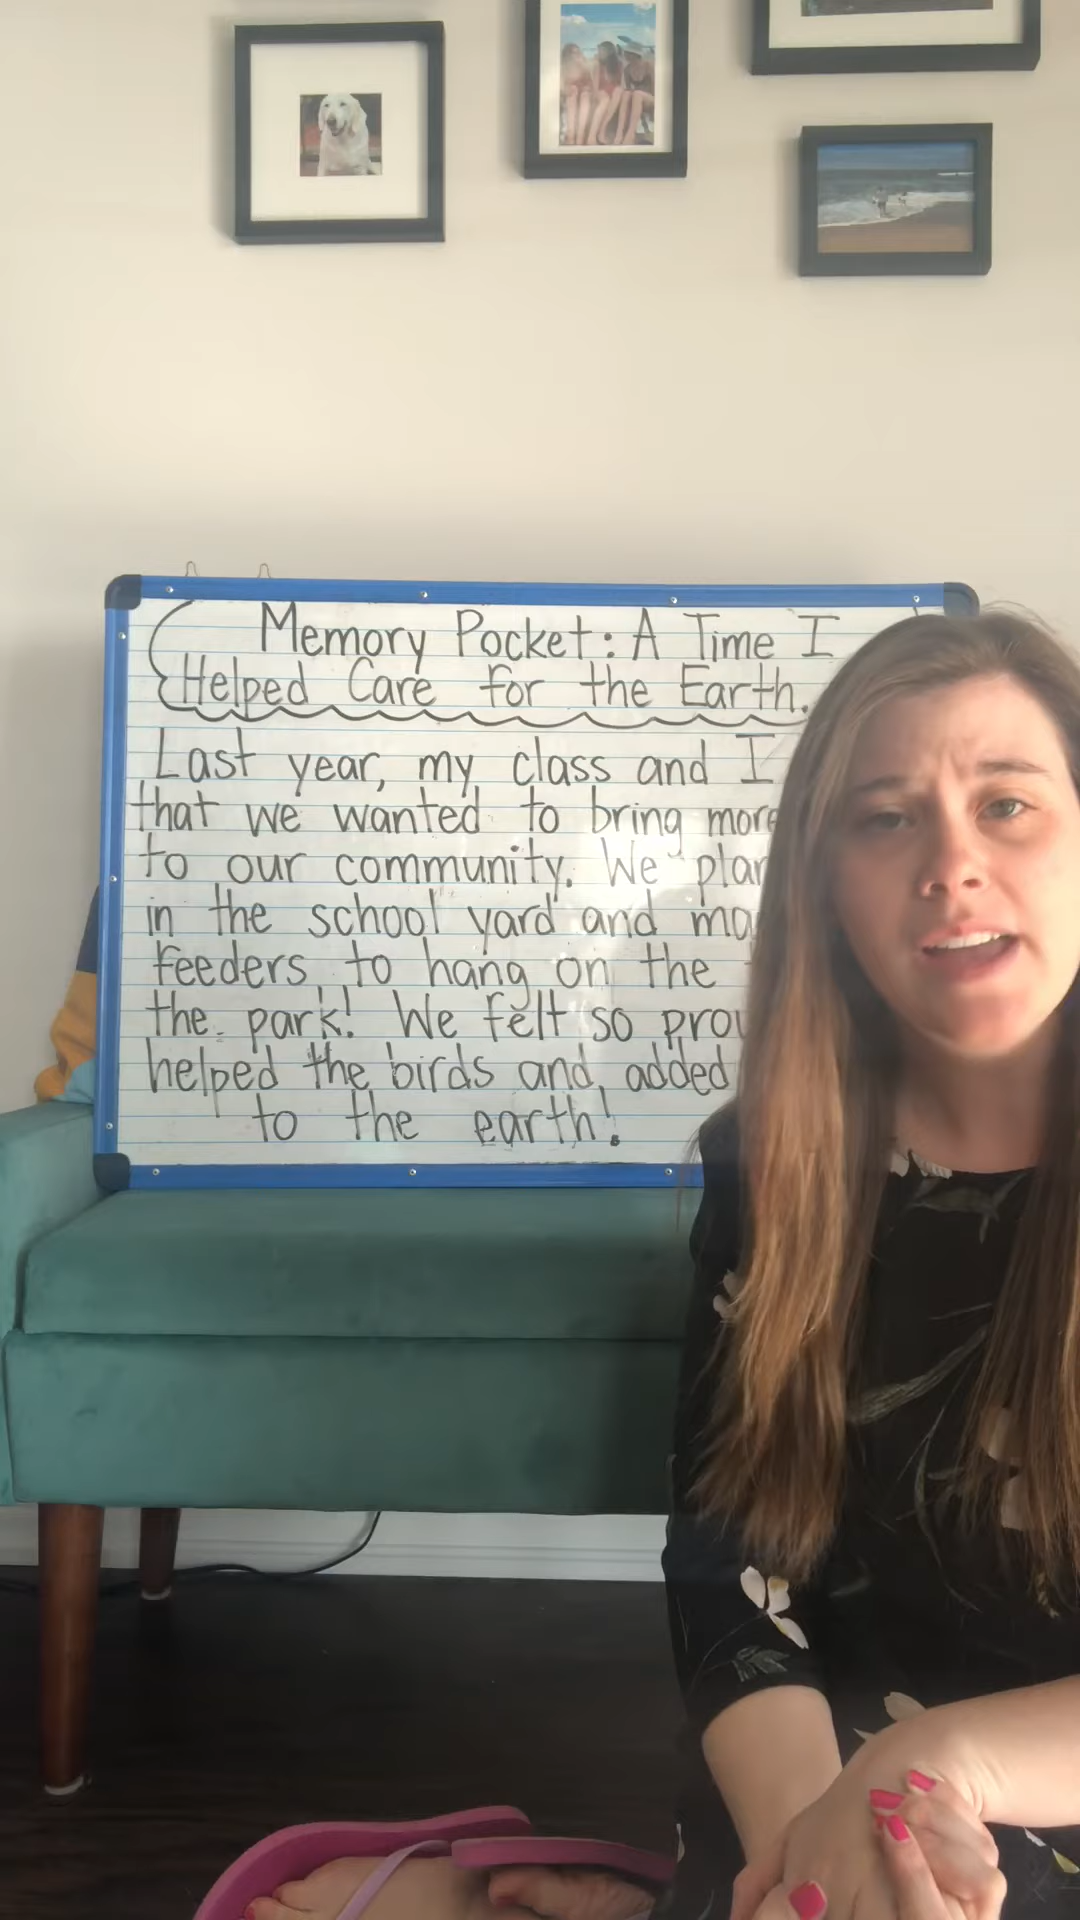 Memory Pocket: A Time I
Helped Care for the Earth.
Last year, my class and I
that we wanted to bring more
to our community. We
in the school yard and
feeders to hang on the
the park! We felt so
helped the birds and added
to the earth!